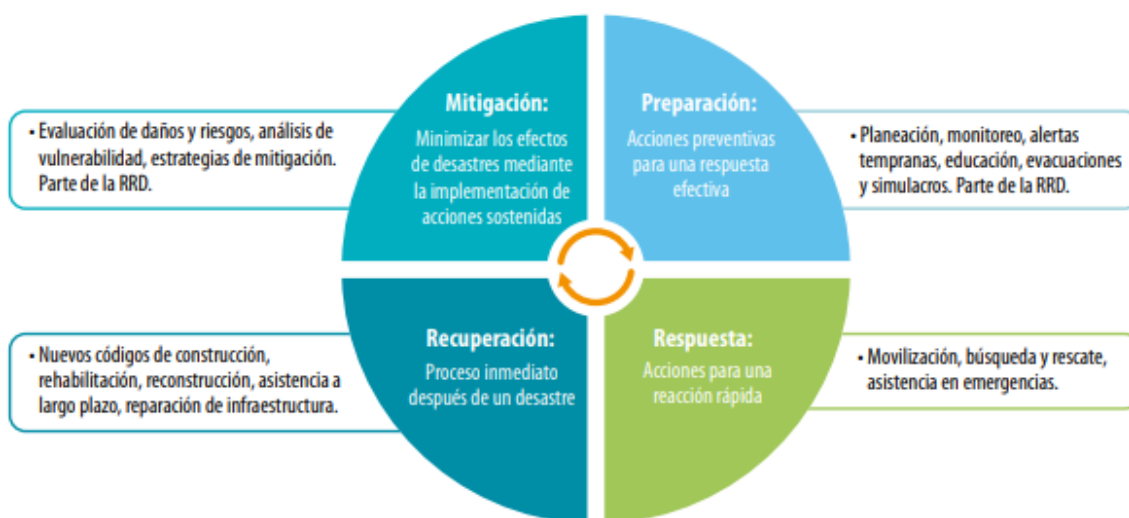 Mitigación:
Minimizar los efectos
de desastres mediante
la implementación de
acciones sostenidas
• Evaluación de daños y riesgos, análisis de
vulnerabilidad, estrategias de mitigación.
Parte de la RRD.
Preparación:
Acciones preventivas
para una respuesta
efectiva
• Planeación, monitoreo, alertas
tempranas, educación, evacuaciones
y simulacros. Parte de la RRD.
Recuperación:
Proceso inmediato
después de un desastre
• Nuevos códigos de construcción,
rehabilitación, reconstrucción, asistencia a
largo plazo, reparación de infraestructura.
Respuesta:
Acciones para una
reacción rápida
• Movilización, búsqueda y rescate,
asistencia en emergencias.